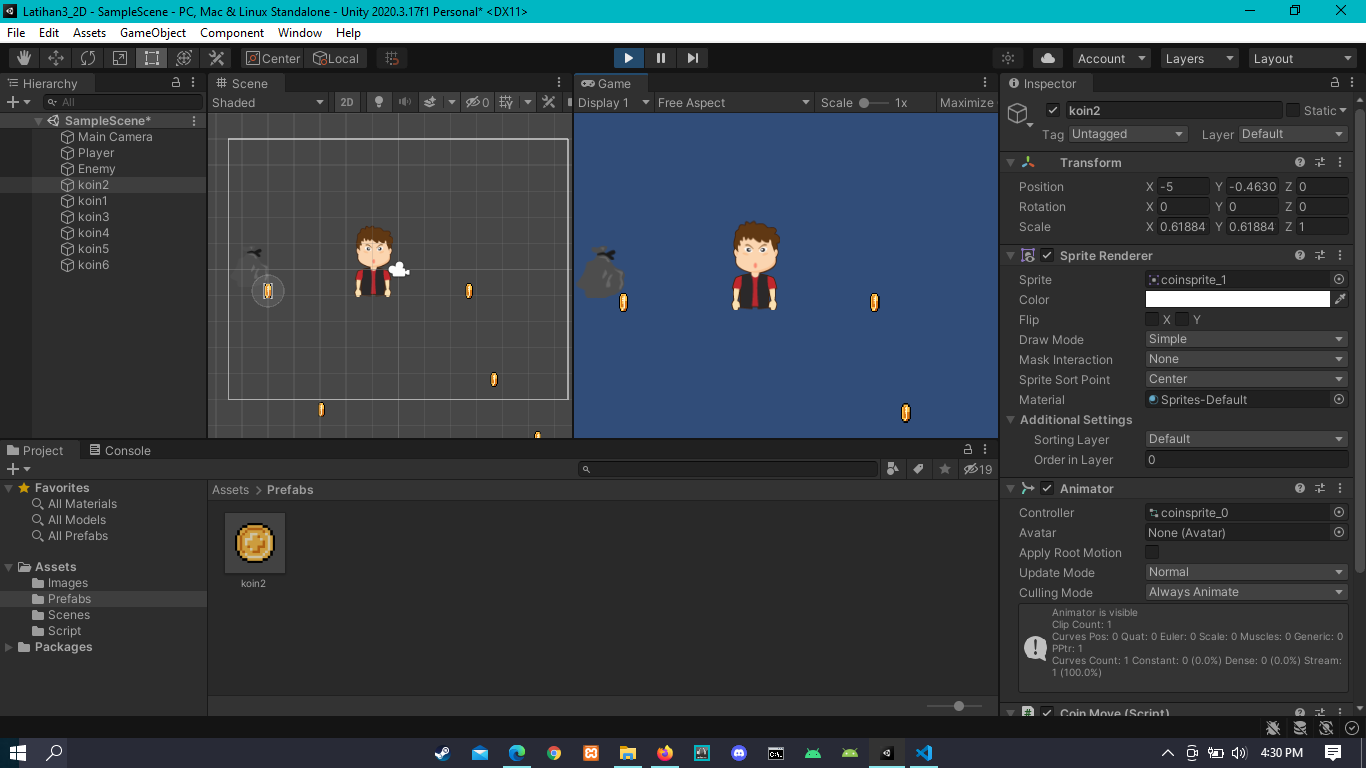 Latihan3_2D - SampleScene - PC, Mac & Linux Standalone - Unity 2020.3.17f1 Personal* <DX11>
File Edit Assets GameObject Component Window Help
Center Local Account Layers Layout
Hierarchy
All
SampleScene*
Main Camera
Player
Enemy
koin2
koin1
koin3
koin4
koin5
koin6
Scene
Shaded 2D 0
Game
Display 1 Free Aspect Scale 1x Maximize
Inspector
koin2 Static
Tag Untagged Layer Default
Transform
Position X -5 Y -0.4630 Z 0
Rotation X 0 Y 0 Z 0
Scale X 0.61884 Y 0.61884 Z 1
Sprite Renderer
Sprite coinsprite_1
Color
Flip X Y
Draw Mode Simple
Mask Interaction None
Sprite Sort Point Center
Material Sprites-Default
Additional Settings
Sorting Layer Default
Order in Layer 0
Animator
Controller coinsprite_0
Avatar None (Avatar)
Apply Root Motion
Update Mode Normal
Culling Mode Always Animate
Animator is visible
Clip Count: 1
Curves Pos: 0 Quat: 0 Euler: 0 Scale: 0 Muscles: 0 Generic: 0
PPtr: 1
Curves Count: 1 Constant: 0 (0.0%) Dense: 0 (0.0%) Stream:
1 (100.0%)
Coin Move (Script)
Project Console
19
Favorites
All Materials
All Models
All Prefabs
Assets
Images
Prefabs
Scenes
Script
Packages
Assets > Prefabs
koin2
4:30 PM